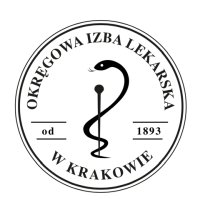 OKRĘGOWA IZBA LEKARSKA
od 1893
W KRAKOWIE